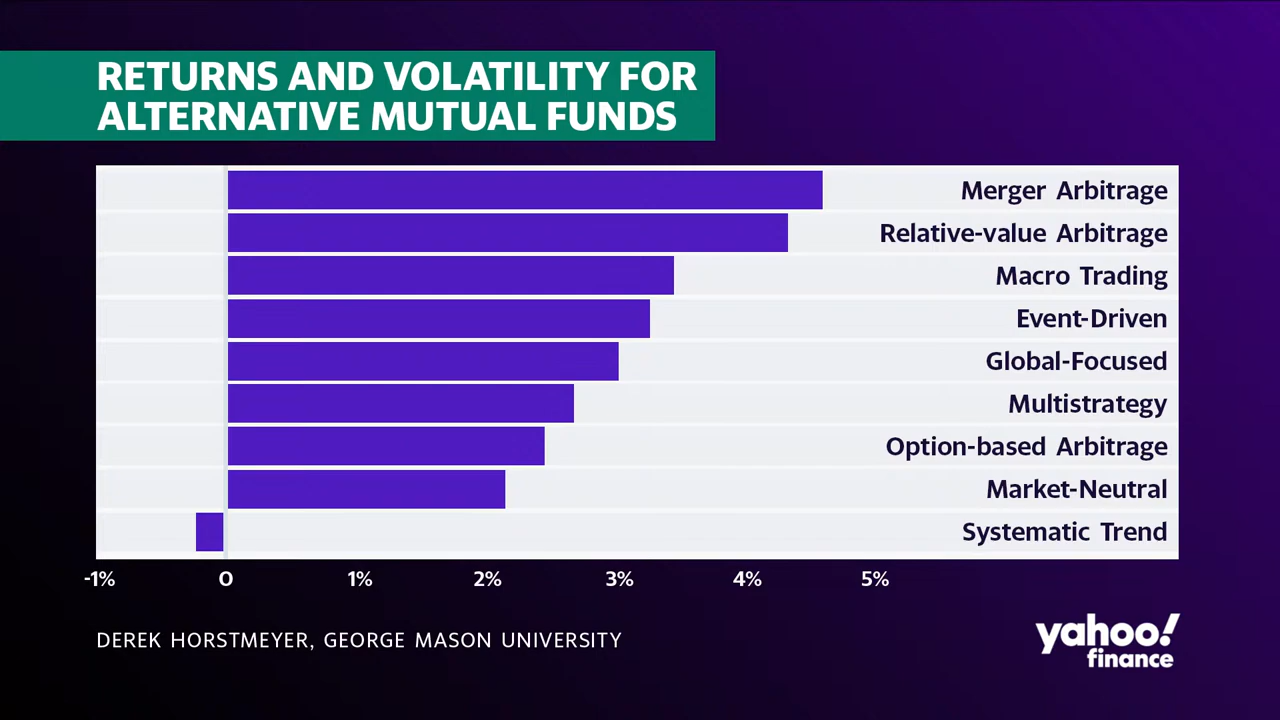 RETURNS AND VOLATILITY FOR
ALTERNATIVE MUTUAL FUNDS
Merger Arbitrage
Relative-value Arbitrage
Macro Trading
Event-Driven
Global-Focused
Multistrategy
Option-based Arbitrage
Market-Neutral
Systematic Trend
-1% 0 1% 2% 3% 4% 5%
DEREK HORSTMEYER, GEORGE MASON UNIVERSITY
yahoo!
finance